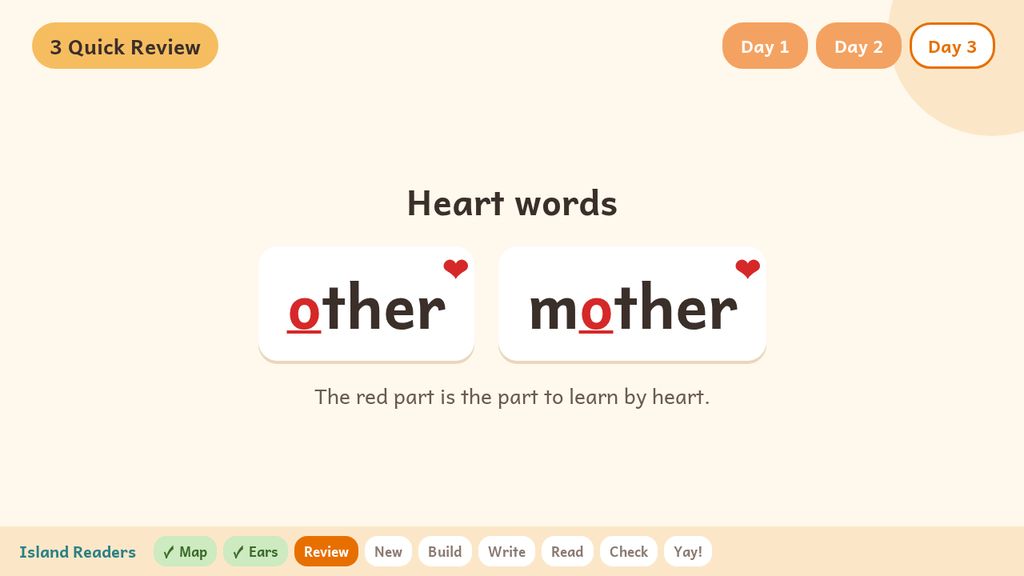 3 Quick Review
Day 1 Day 2 Day 3
Heart words
other ❤ mother ❤
The red part is the part to learn by heart.
Island Readers ✓ Map ✓ Ears Review New Build Write Read Check Yay!